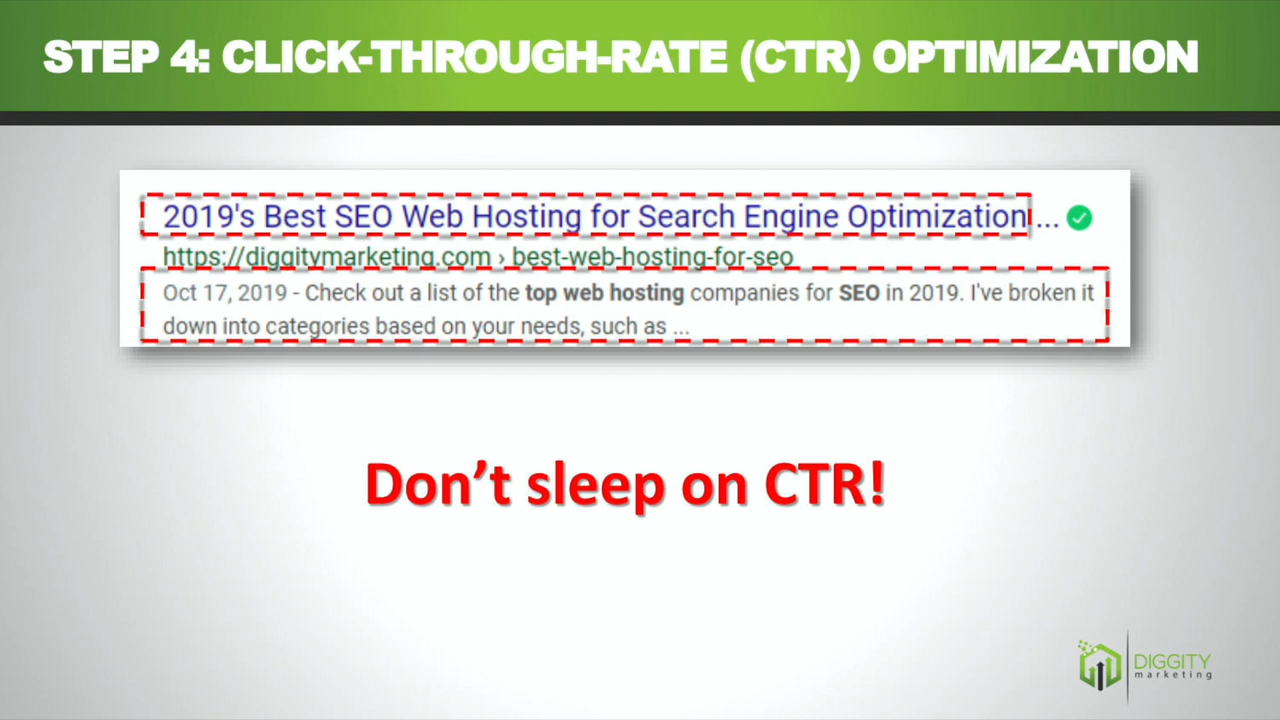 STEP 4: CLICK-THROUGH-RATE (CTR) OPTIMIZATION
2019's Best SEO Web Hosting for Search Engine Optimization ...
https://diggitymarketing.com › best-web-hosting-for-seo
Oct 17, 2019 - Check out a list of the top web hosting companies for SEO in 2019. I've broken it
down into categories based on your needs, such as ...
Don’t sleep on CTR!
DIGGITY
marketing